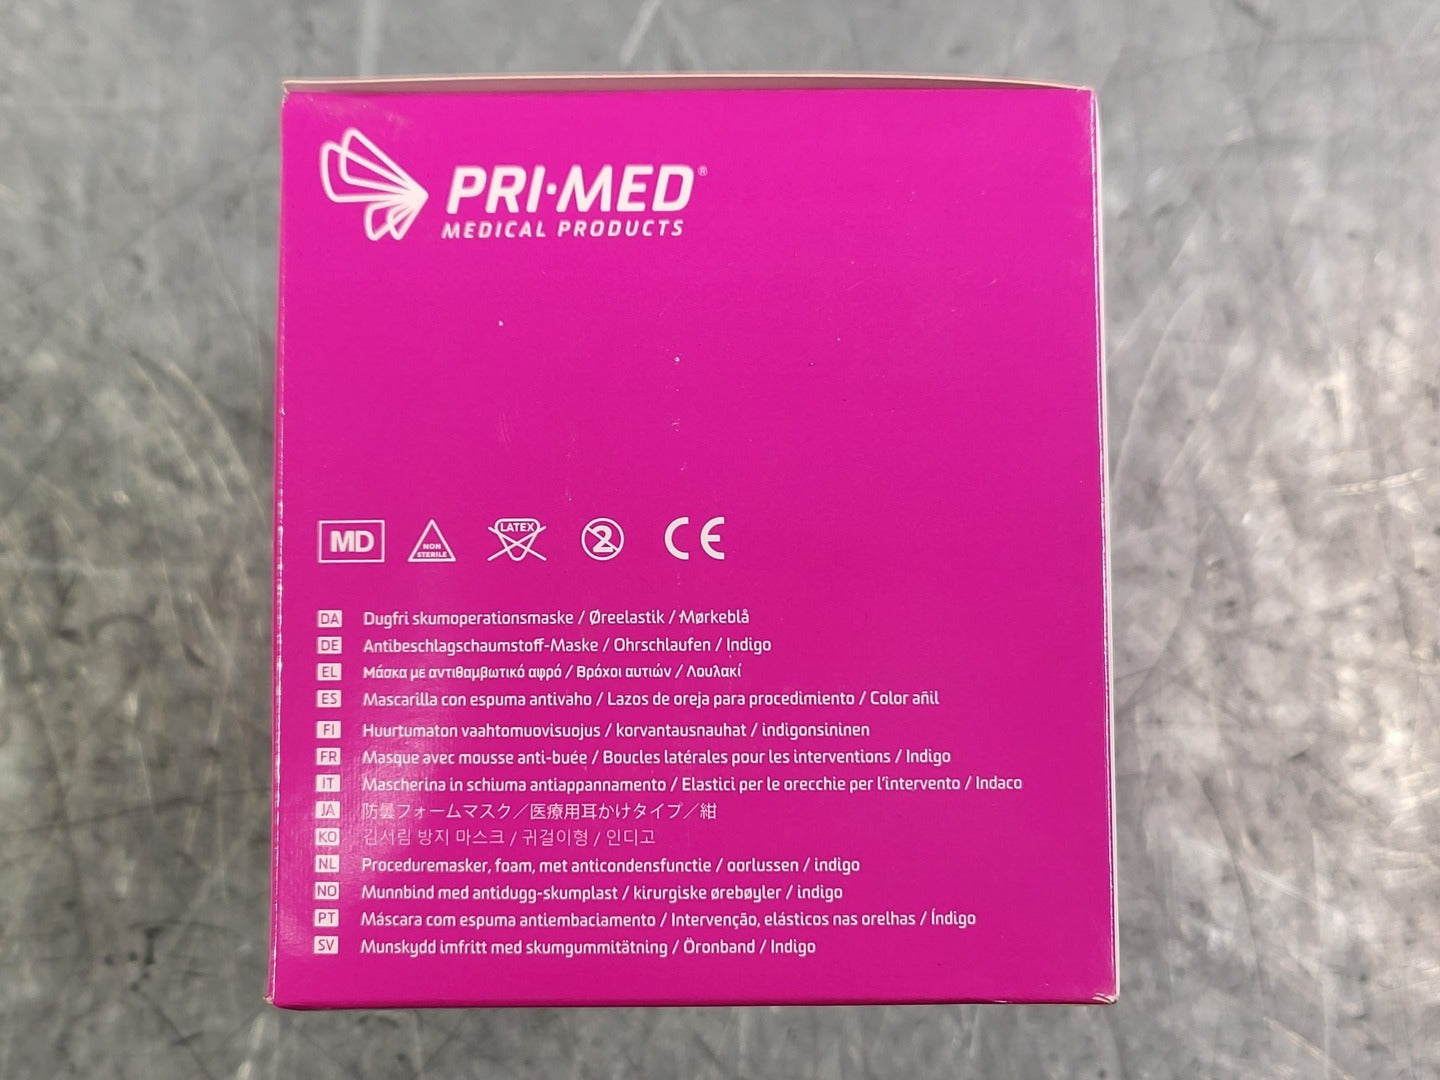 PRI·MED®
MEDICAL PRODUCTS
MD NON STERILE LATEX 2 CE
DA Dugfri skumoperationsmaske / Øreelastik / Mørkeblå
DE Antibeschlagschaumstoff-Maske / Ohrschlaufen / Indigo
EL Μάσκα με αντιθαμβωτικό αφρό / Βρόχοι αυτιών / Λουλακί
ES Mascarilla con espuma antivaho / Lazos de oreja para procedimiento / Color añil
FI Huurtumaton vaahtomuovisuojus / korvantausnauhat / indigonsininen
FR Masque avec mousse anti-buée / Boucles latérales pour les interventions / Indigo
IT Mascherina in schiuma antiappannamento / Elastici per le orecchie per l'intervento / Indaco
JA 防曇フォームマスク／医療用耳かけタイプ／紺
KO 김서림 방지 마스크 / 귀걸이형 / 인디고
NL Proceduremasker, foam, met anticondensfunctie / oorlussen / indigo
NO Munnbind med antidugg-skumplast / kirurgiske ørebøyler / indigo
PT Máscara com espuma antiembaciamento / Intervenção, elásticos nas orelhas / Índigo
SV Munskydd imfritt med skumgummitätning / Öronband / Indigo